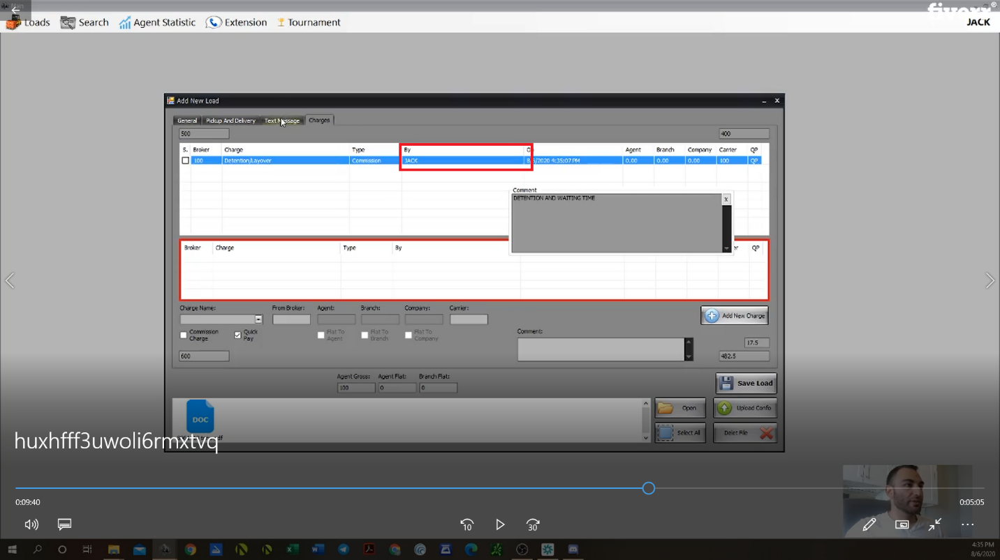 fiverr®
Loads Search Agent Statistic Extension Tournament JACK
Add New Load
General Pickup And Delivery Text Message Charges
500 400
S. Broker Charge Type By Agent Branch Company Carrier QP
100 Detention/Layover Commission JACK 8/6/2020 4:35:07 PM 0.00 0.00 0.00 100 QP
Comment
DETENTION AND WAITING TIME X
Broker Charge Type By QP
Charge Name: From Broker: Agent: Branch: Company: Carrier:
Add New Charge
Commission Charge Quick Pay Flat To Agent Flat To Branch Flat To Company
Comment:
17.5
600 482.5
Agent Gross: Agent Flat: Branch Flat:
100 0 0
Save Load
DOC
Open Upload Confo
Select All Delet File
huxhfff3uwoli6rmxtvq
0:09:40 0:05:05
10 30
4:35 PM
8/6/2020